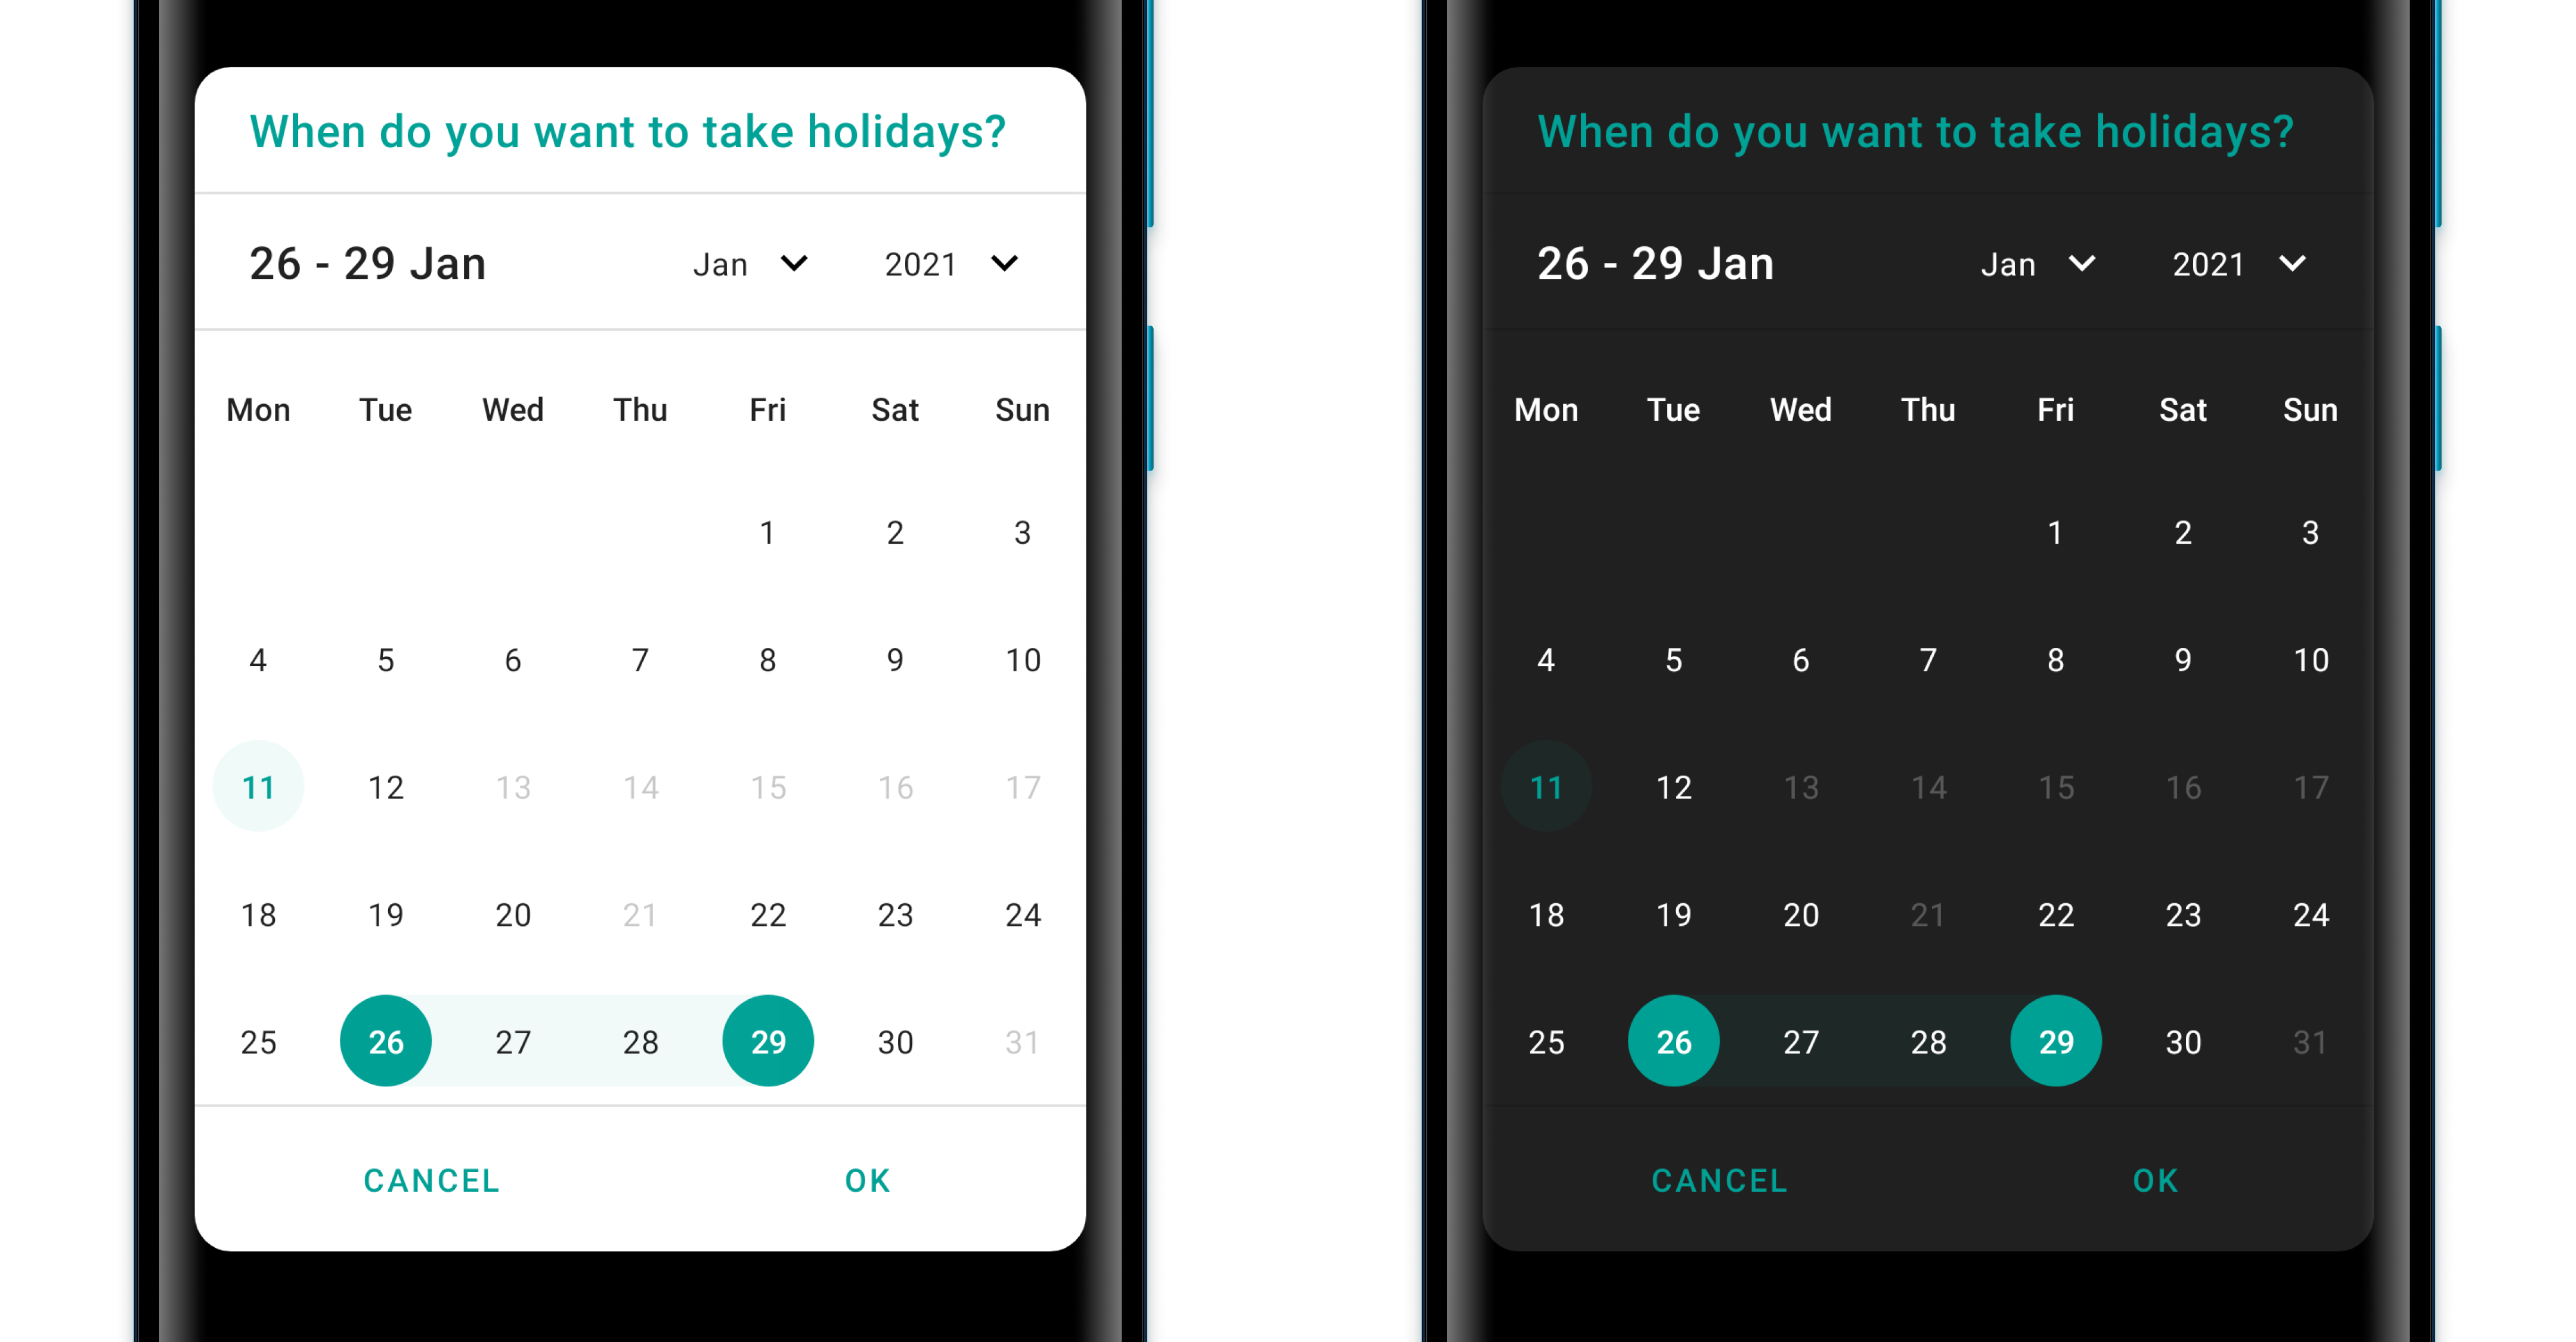 When do you want to take holidays?
26 - 29 Jan Jan 2021
Mon Tue Wed Thu Fri Sat Sun
1 2 3
4 5 6 7 8 9 10
11 12 13 14 15 16 17
18 19 20 21 22 23 24
25 26 27 28 29 30 31
CANCEL OK
When do you want to take holidays?
26 - 29 Jan Jan 2021
Mon Tue Wed Thu Fri Sat Sun
1 2 3
4 5 6 7 8 9 10
11 12 13 14 15 16 17
18 19 20 21 22 23 24
25 26 27 28 29 30 31
CANCEL OK